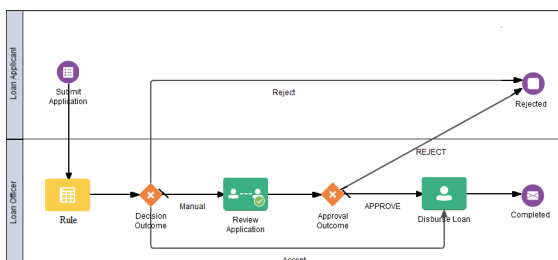 Loan Applicant
Submit
Application
Reject
Rejected
REJECT
Loan Officer
Rule
Decision
Outcome
Manual
Review
Application
Approval
Outcome
APPROVE
Disburse Loan
Completed
Accept